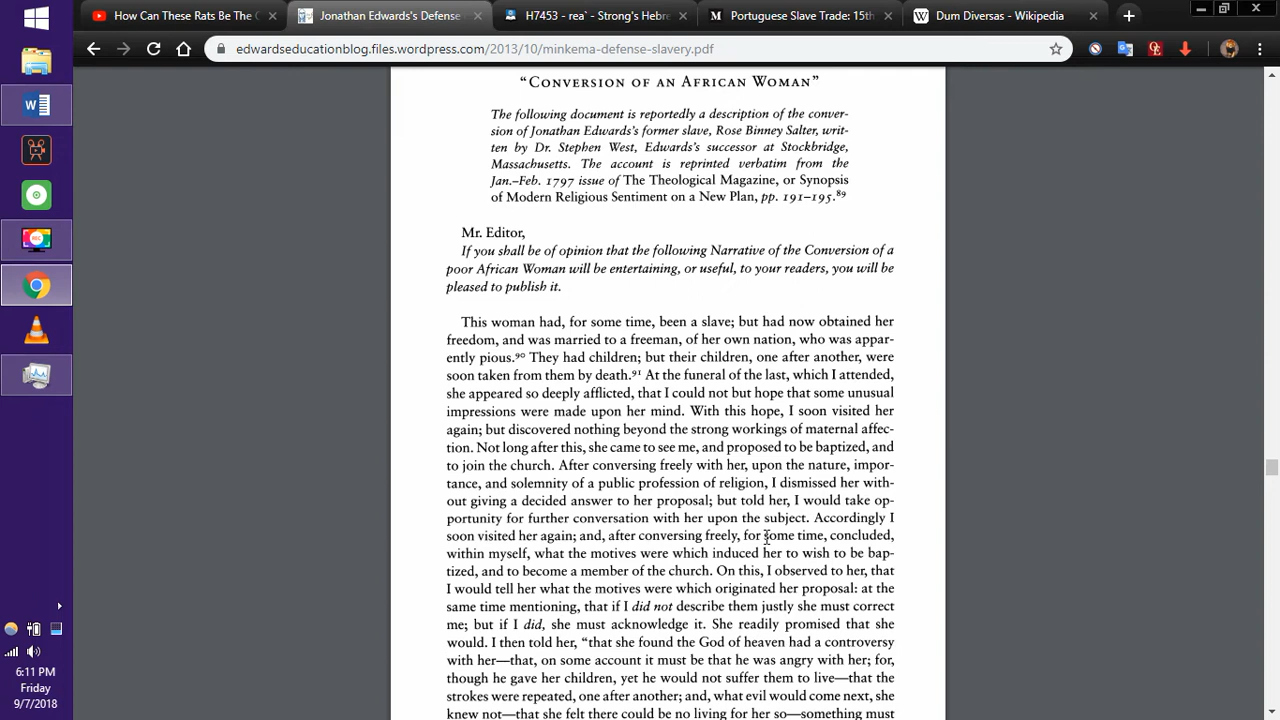 How Can These Rats Be The C
Jonathan Edwards's Defense
H7453 - rea` - Strong's Hebre
Portuguese Slave Trade: 15th
Dum Diversas - Wikipedia
edwardseducationblog.files.wordpress.com/2013/10/minkema-defense-slavery.pdf
"CONVERSION OF AN AFRICAN WOMAN"
The following document is reportedly a description of the conver-
sion of Jonathan Edwards's former slave, Rose Binney Salter, writ-
ten by Dr. Stephen West, Edwards's successor at Stockbridge,
Massachusetts. The account is reprinted verbatim from the
Jan.–Feb. 1797 issue of The Theological Magazine, or Synopsis
of Modern Religious Sentiment on a New Plan, pp. 191–195.89
Mr. Editor,
If you shall be of opinion that the following Narrative of the Conversion of a
poor African Woman will be entertaining, or useful, to your readers, you will be
pleased to publish it.
This woman had, for some time, been a slave; but had now obtained her
freedom, and was married to a freeman, of her own nation, who was appar-
ently pious.90 They had children; but their children, one after another, were
soon taken from them by death.91 At the funeral of the last, which I attended,
she appeared so deeply afflicted, that I could not but hope that some unusual
impressions were made upon her mind. With this hope, I soon visited her
again; but discovered nothing beyond the strong workings of maternal affec-
tion. Not long after this, she came to see me, and proposed to be baptized, and
to join the church. After conversing freely with her, upon the nature, impor-
tance, and solemnity of a public profession of religion, I dismissed her with-
out giving a decided answer to her proposal; but told her, I would take op-
portunity for further conversation with her upon the subject. Accordingly I
soon visited her again; and, after conversing freely, for some time, concluded,
within myself, what the motives were which induced her to wish to be bap-
tized, and to become a member of the church. On this, I observed to her, that
I would tell her what the motives were which originated her proposal: at the
same time mentioning, that if I did not describe them justly she must correct
me; but if I did, she must acknowledge it. She readily promised that she
would. I then told her, "that she found the God of heaven had a controversy
with her—that, on some account it must be that he was angry with her; for,
though he gave her children, yet he would not suffer them to live—that the
strokes were repeated, one after another; and, what evil would come next, she
knew not—that she felt there could be no living for her so—something must
6:11 PM
Friday
9/7/2018